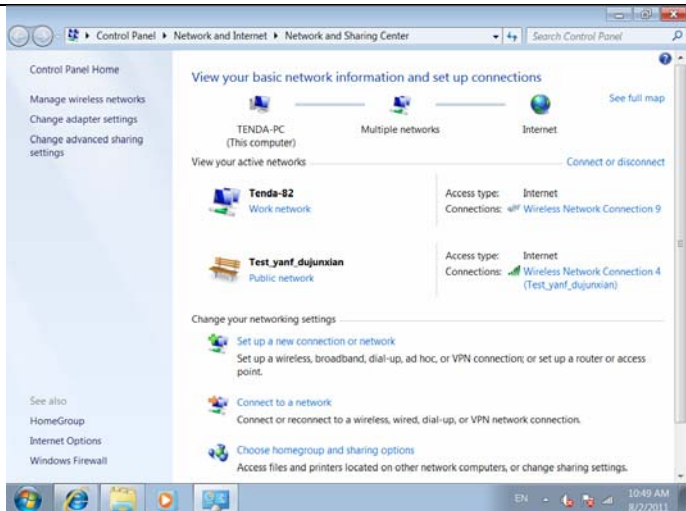 Control Panel ▸ Network and Internet ▸ Network and Sharing Center
Search Control Panel
Control Panel Home
Manage wireless networks
Change adapter settings
Change advanced sharing
settings
See also
HomeGroup
Internet Options
Windows Firewall
View your basic network information and set up connections
See full map
TENDA-PC
(This computer)
Multiple networks
Internet
View your active networks
Connect or disconnect
Tenda-82
Work network
Access type: Internet
Connections: Wireless Network Connection 9
Test_yanf_dujunxian
Public network
Access type: Internet
Connections: Wireless Network Connection 4
(Test_yanf_dujunxian)
Change your networking settings
Set up a new connection or network
Set up a wireless, broadband, dial-up, ad hoc, or VPN connection; or set up a router or access
point.
Connect to a network
Connect or reconnect to a wireless, wired, dial-up, or VPN network connection.
Choose homegroup and sharing options
Access files and printers located on other network computers, or change sharing settings.
EN
10:49 AM
8/2/2011